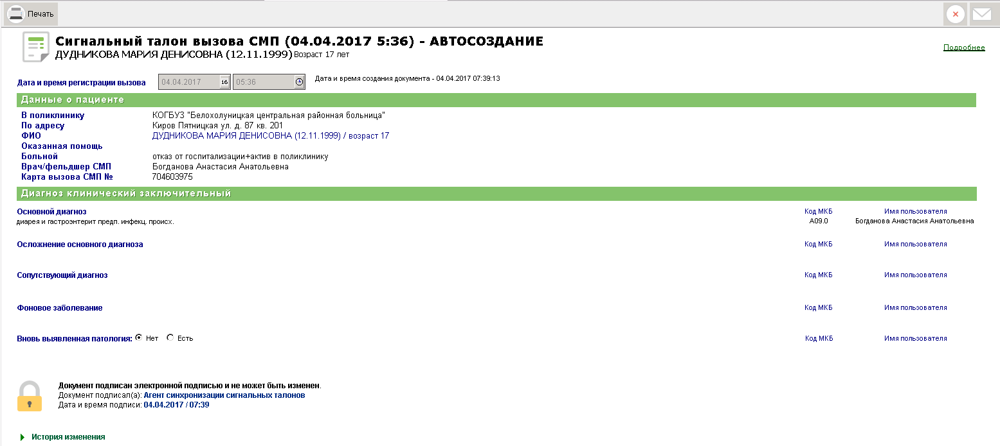 Печать
Сигнальный талон вызова СМП (04.04.2017 5:36) - АВТОСОЗДАНИЕ
ДУДНИКОВА МАРИЯ ДЕНИСОВНА (12.11.1999) Возраст 17 лет
Подробнее
Дата и время регистрации вызова 04.04.2017 16 05:36 Дата и время создания документа - 04.04.2017 07:39:13
Данные о пациенте
В поликлинику КОГБУЗ "Белохолуницкая центральная районная больница"
По адресу Киров Пятницкая ул. д. 87 кв. 201
ФИО ДУДНИКОВА МАРИЯ ДЕНИСОВНА (12.11.1999) / возраст 17
Оказанная помощь
Больной отказ от госпитализации+актив в поликлинику
Врач/фельдшер СМП Богданова Анастасия Анатольевна
Карта вызова СМП № 704603975
Диагноз клинический заключительный
Основной диагноз Код МКБ Имя пользователя
диарея и гастроэнтерит предп. инфекц. происх. A09.0 Богданова Анастасия Анатольевна
Осложнение основного диагноза Код МКБ Имя пользователя
Сопутствующий диагноз Код МКБ Имя пользователя
Фоновое заболевание Код МКБ Имя пользователя
Вновь выявленная патология: Нет Есть Код МКБ Имя пользователя
Документ подписан электронной подписью и не может быть изменен.
Документ подписал(а): Агент синхронизации сигнальных талонов
Дата и время подписи: 04.04.2017 / 07:39
История изменения